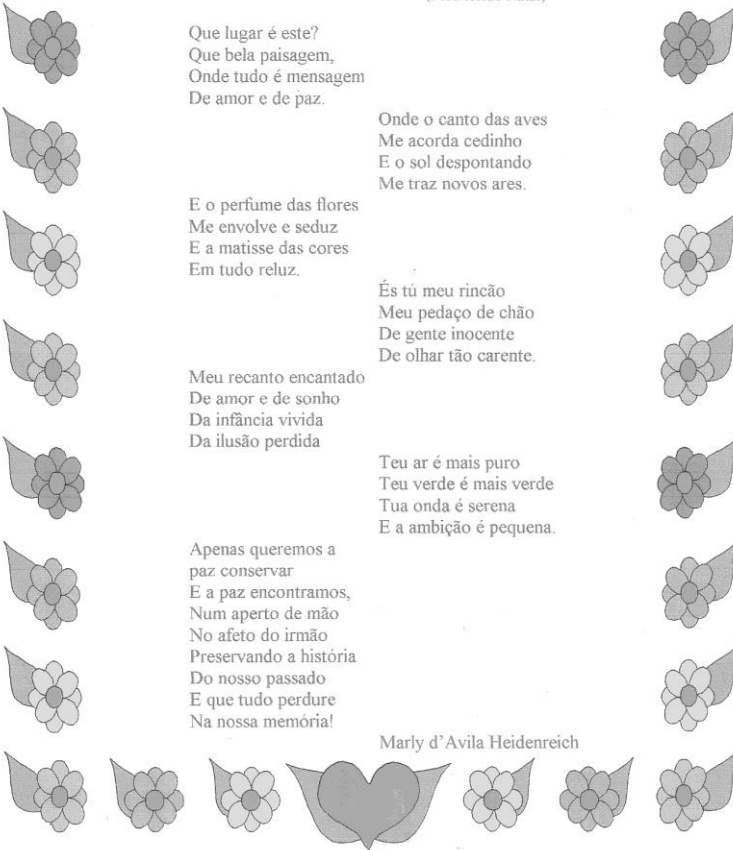 Que lugar é este?
Que bela paisagem,
Onde tudo é mensagem
De amor e de paz.
Onde o canto das aves
Me acorda cedinho
E o sol despontando
Me traz novos ares.
E o perfume das flores
Me envolve e seduz
E a matisse das cores
Em tudo reluz.
És tú meu rincão
Meu pedaço de chão
De gente inocente
De olhar tão carente.
Meu recanto encantado
De amor e de sonho
Da infância vivida
Da ilusão perdida
Teu ar é mais puro
Teu verde é mais verde
Tua onda é serena
E a ambição é pequena.
Apenas queremos a
paz conservar
E a paz encontramos,
Num aperto de mão
No afeto do irmão
Preservando a história
Do nosso passado
E que tudo perdure
Na nossa memória!
Marly d'Avila Heidenreich